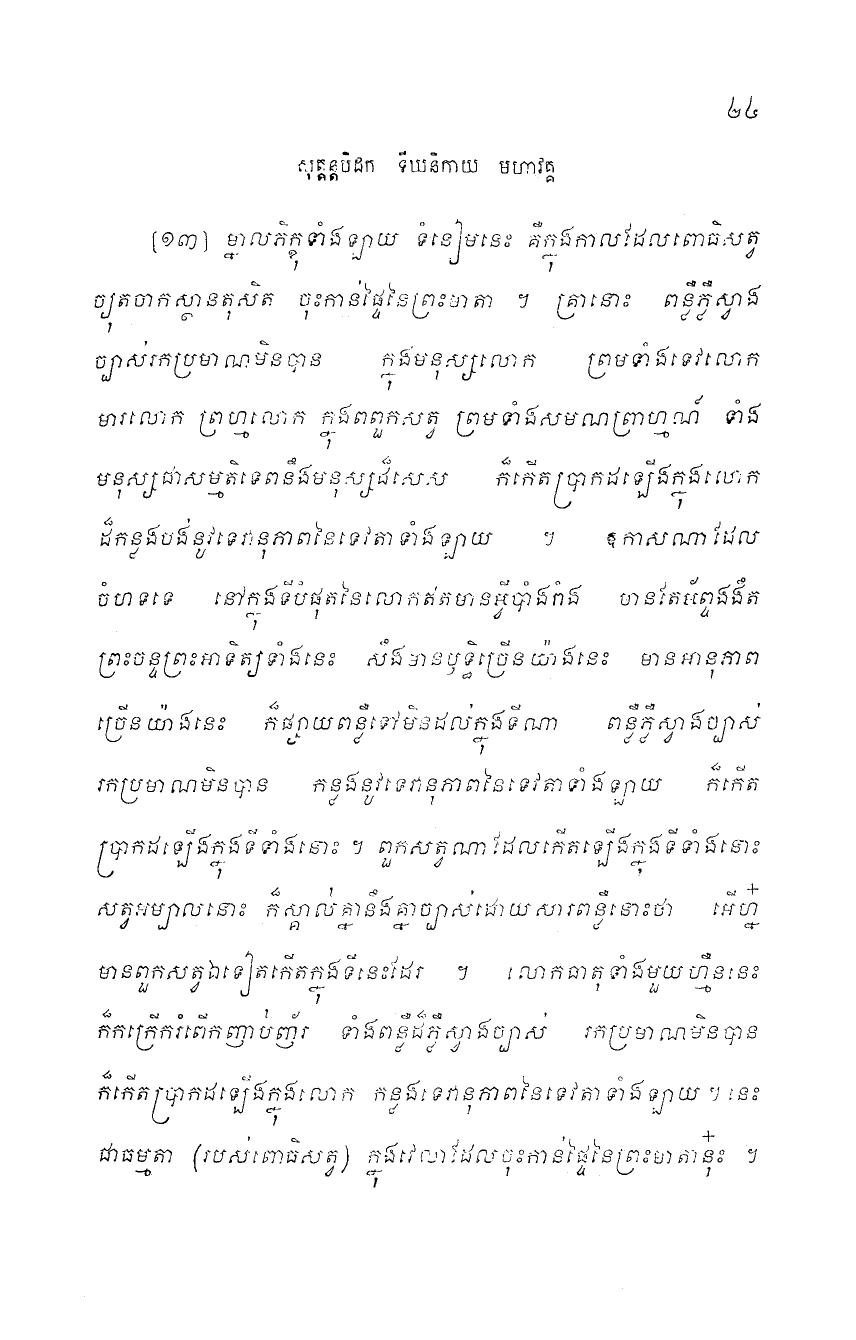 ២៤
សុត្តន្តបិដក ទីឃនិកាយ មហាវគ្គ
[១៣] ម្នាលភិក្ខុទាំងឡាយ ទំនៀមនេះ គឺក្នុងកាលដែលពោធិសត្វ
ច្យុតចាកស្ថានតុសិត ចុះកាន់ផ្ទៃនៃព្រះមាតា ។ គ្រានោះ ពន្លឺភ្លឺស្វាង
ច្បាស់រកប្រមាណមិនបាន ក្នុងមនុស្សលោក ព្រមទាំងទេវលោក
មារលោក ព្រហ្មលោក ក្នុងពពួកសត្វ ព្រមទាំងសមណព្រាហ្មណ៍ ទាំង
មនុស្សជាសម្មតិទេពនឹងមនុស្សដ៏សេស ក៏កើតប្រាកដឡើងក្នុងលោក
ដ៏កន្លងបង់នូវទេវានុភាពនៃទេវតាទាំងឡាយ ។ ឱកាសណាដែល
ចំហទទេ នៅក្នុងទីបំផុតនៃលោកឥតមានអ្វីបាំងពាំង មានតែអ័ព្ទងងឹត
ព្រះចន្ទព្រះអាទិត្យទាំងនេះ សឹងមានឫទ្ធិច្រើនយ៉ាងនេះ មានអានុភាព
ច្រើនយ៉ាងនេះ ក៏ផ្សាយពន្លឺទៅមិនដល់ក្នុងទីណា ពន្លឺភ្លឺស្វាងច្បាស់
រកប្រមាណមិនបាន កន្លងនូវទេវានុភាពនៃទេវតាទាំងឡាយ ក៏កើត
ប្រាកដឡើងក្នុងទីទាំងនោះ ។ ពួកសត្វណាដែលកើតឡើងក្នុងទីទាំងនោះ
សត្វអម្បាលនោះ ក៏ស្គាល់គ្នានឹងគ្នាច្បាស់ដោយសារពន្លឺនោះថា អើហ្ន៎
មានពួកសត្វឯទៀតកើតក្នុងទីនេះដែរ ។ លោកធាតុទាំងមួយហ្មឺននេះ
ក៏កក្រើករំពើកញាប់ញ័រ ទាំងពន្លឺដ៏ភ្លឺស្វាងច្បាស់ រកប្រមាណមិនបាន
ក៏កើតប្រាកដឡើងក្នុងលោក កន្លងទេវានុភាពនៃទេវតាទាំងឡាយ ។ នេះ
ជាធម្មតា (របស់ពោធិសត្វ) ក្នុងវេលាដែលចុះកាន់ផ្ទៃនៃព្រះមាតានុ៎ះ ។